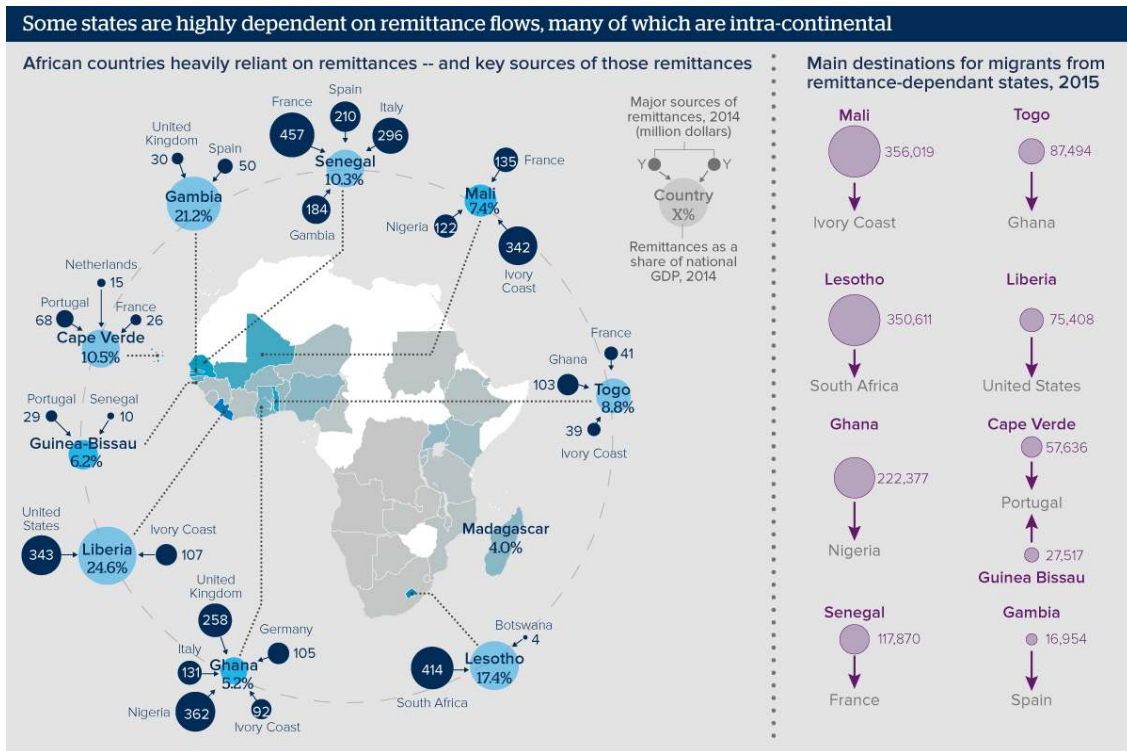 Some states are highly dependent on remittance flows, many of which are intra-continental
African countries heavily reliant on remittances -- and key sources of those remittances
United
Kingdom
30
Spain
50
Gambia
21.2%
France
457
Spain
210
Italy
296
Senegal
10.3%
184
Gambia
135
France
Mali
7.4%
Nigeria
122
342
Ivory
Coast
Major sources of
remittances, 2014
(million dollars)
Y
Y
Country
X%
Remittances as a
share of national
GDP, 2014
Netherlands
15
Portugal
68
France
26
Cape Verde
10.5%
France
41
Ghana
103
Togo
8.8%
39
Ivory Coast
Portugal
29
Senegal
10
Guinea-Bissau
6.2%
United
States
343
Ivory Coast
107
Liberia
24.6%
Madagascar
4.0%
United
Kingdom
258
Germany
105
Italy
131
Ghana
5.2%
Nigeria
362
92
Ivory Coast
Botswana
4
414
South Africa
Lesotho
17.4%
Main destinations for migrants from
remittance-dependant states, 2015
Mali
356,019
Ivory Coast
Togo
87,494
Ghana
Lesotho
350,611
South Africa
Liberia
75,408
United States
Ghana
222,377
Nigeria
Cape Verde
57,636
Portugal
27,517
Guinea Bissau
Senegal
117,870
France
Gambia
16,954
Spain